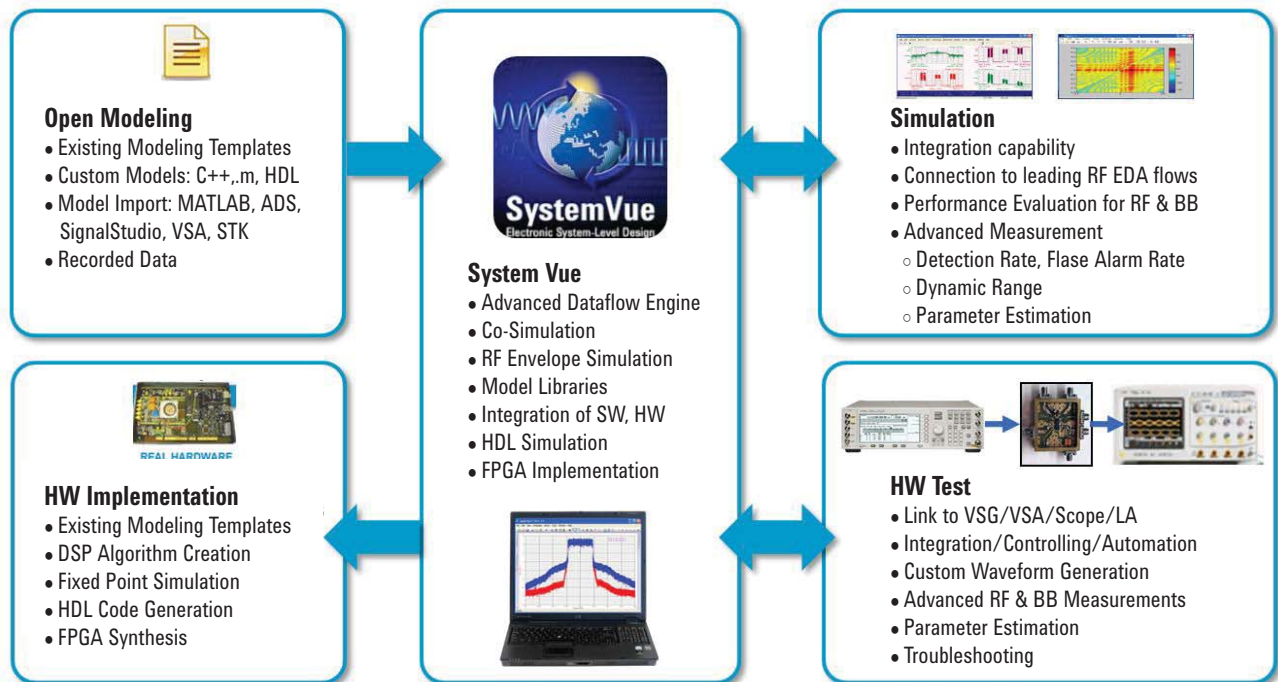 Open Modeling
• Existing Modeling Templates
• Custom Models: C++,.m, HDL
• Model Import: MATLAB, ADS,
SignalStudio, VSA, STK
• Recorded Data
REAL HARDWARE
HW Implementation
• Existing Modeling Templates
• DSP Algorithm Creation
• Fixed Point Simulation
• HDL Code Generation
• FPGA Synthesis
SystemVue
Electronic System-Level Design
System Vue
• Advanced Dataflow Engine
• Co-Simulation
• RF Envelope Simulation
• Model Libraries
• Integration of SW, HW
• HDL Simulation
• FPGA Implementation
Simulation
• Integration capability
• Connection to leading RF EDA flows
• Performance Evaluation for RF & BB
• Advanced Measurement
○ Detection Rate, Flase Alarm Rate
○ Dynamic Range
○ Parameter Estimation
HW Test
• Link to VSG/VSA/Scope/LA
• Integration/Controlling/Automation
• Custom Waveform Generation
• Advanced RF & BB Measurements
• Parameter Estimation
• Troubleshooting